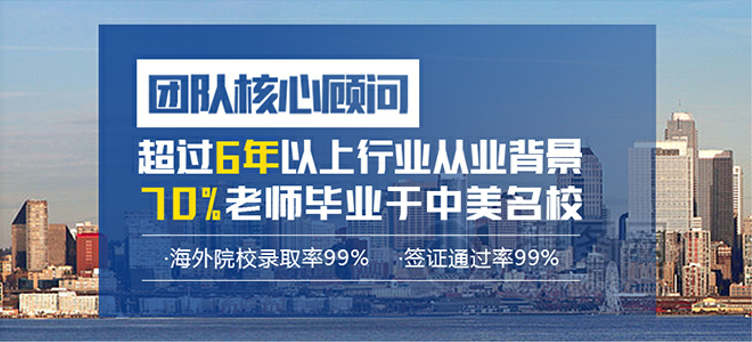 团队核心顾问
超过6年以上行业从业背景
70%老师毕业于中美名校
·海外院校录取率99% ·签证通过率99%